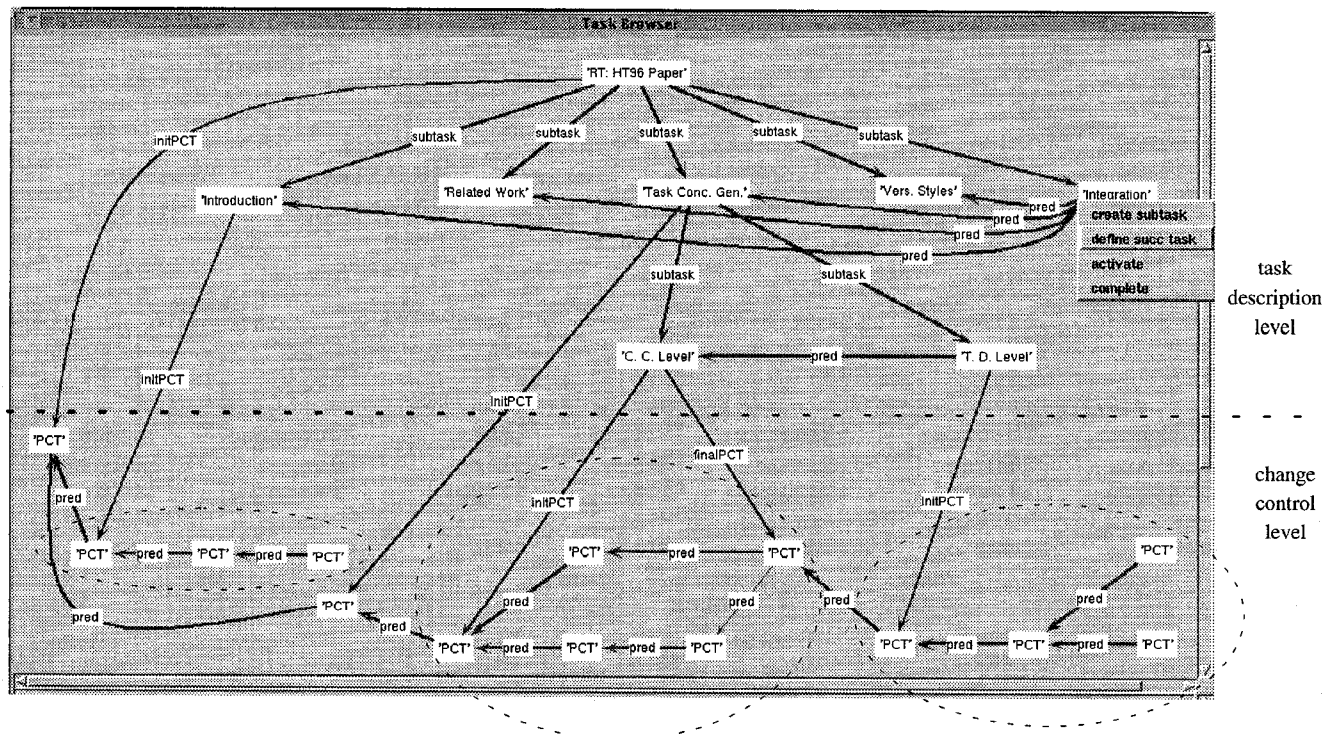 Task Browser
'RT: HT96 Paper'
initPCT
subtask
subtask
subtask
subtask
subtask
'Introduction'
'Related Work'
'Task Conc. Gen.'
'Vers. Styles'
'Integration'
pred
pred
pred
pred
create subtask
define succ task
activate
complete
subtask
subtask
task
description
level
'C. C. Level'
pred
'T. D. Level'
initPCT
initPCT
'PCT'
finalPCT
pred
initPCT
initPCT
change
control
level
'PCT'
pred
'PCT'
pred
'PCT'
'PCT'
pred
'PCT'
'PCT'
pred
'PCT'
pred
pred
pred
pred
pred
'PCT'
pred
'PCT'
pred
'PCT'
'PCT'
pred
'PCT'
pred
'PCT'